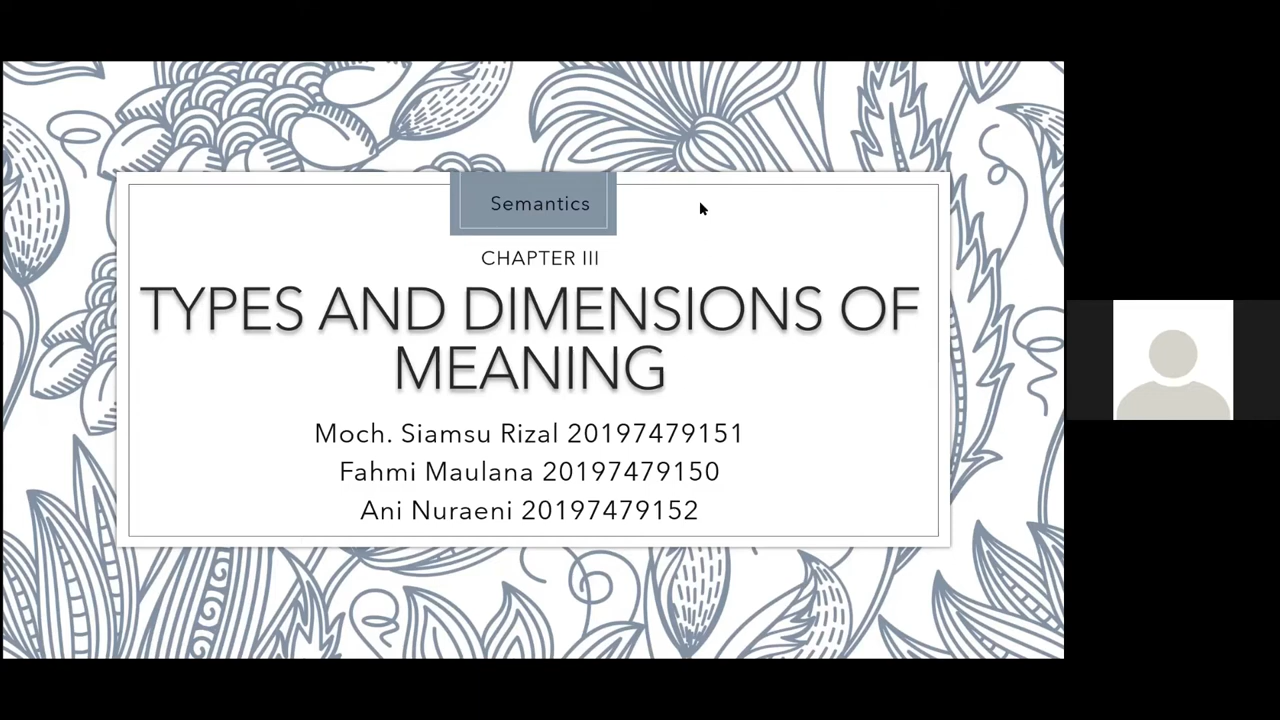 Semantics
CHAPTER III
TYPES AND DIMENSIONS OF
MEANING
Moch. Siamsu Rizal 20197479151
Fahmi Maulana 20197479150
Ani Nuraeni 20197479152